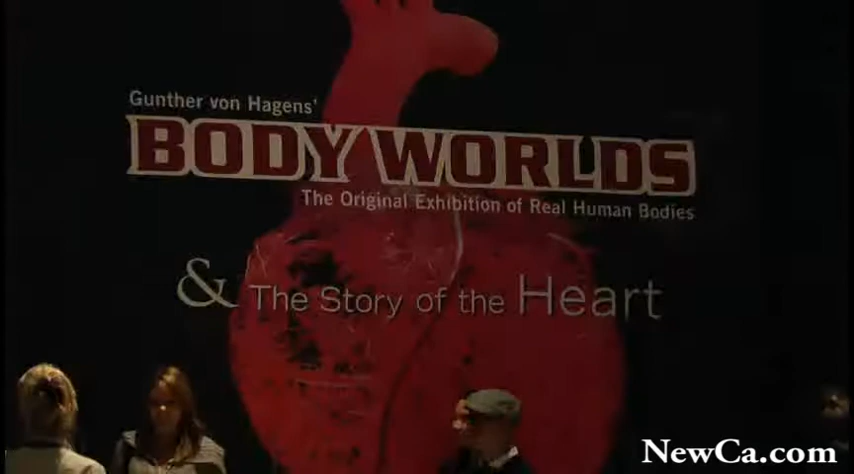 Gunther von Hagens'
BODY WORLDS
The Original Exhibition of Real Human Bodies
& The Story of the Heart
NewCa.com